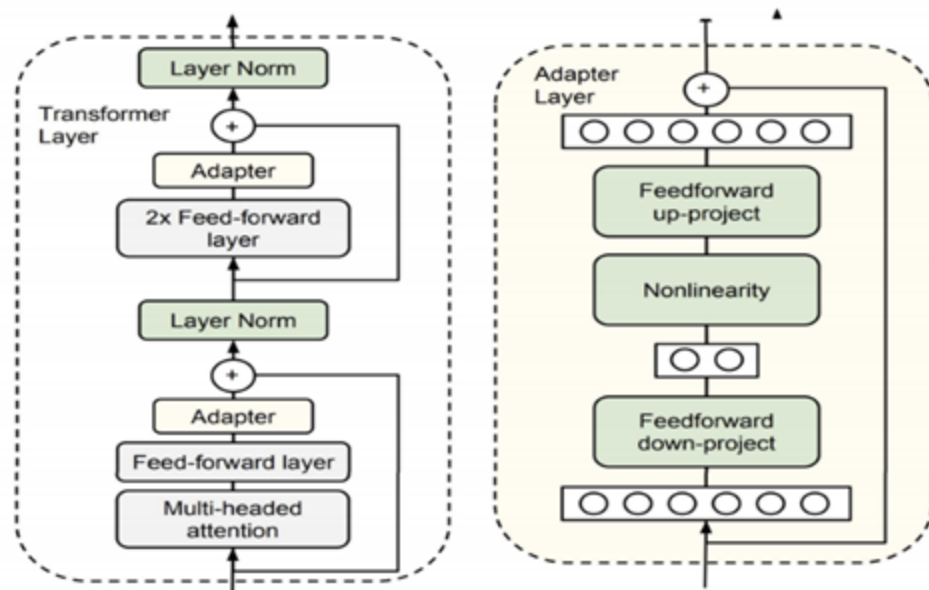 Layer Norm
Transformer
Layer
+
Adapter
2x Feed-forward
layer
Layer Norm
+
Adapter
Feed-forward layer
Multi-headed
attention
Adapter
Layer
+
Feedforward
up-project
Nonlinearity
Feedforward
down-project